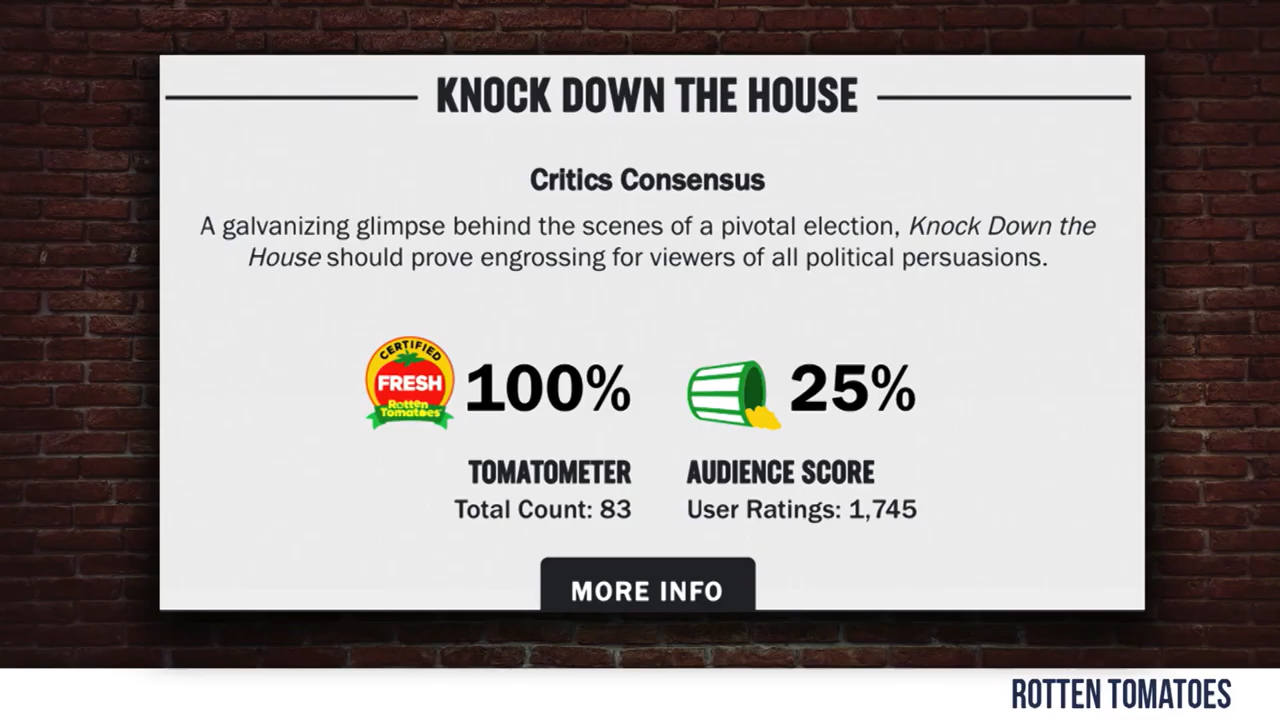 KNOCK DOWN THE HOUSE
Critics Consensus
A galvanizing glimpse behind the scenes of a pivotal election, Knock Down the
House should prove engrossing for viewers of all political persuasions.
CERTIFIED
FRESH
Rotten
Tomatoes
100%
25%
TOMATOMETER
AUDIENCE SCORE
Total Count: 83
User Ratings: 1,745
MORE INFO
ROTTEN TOMATOES